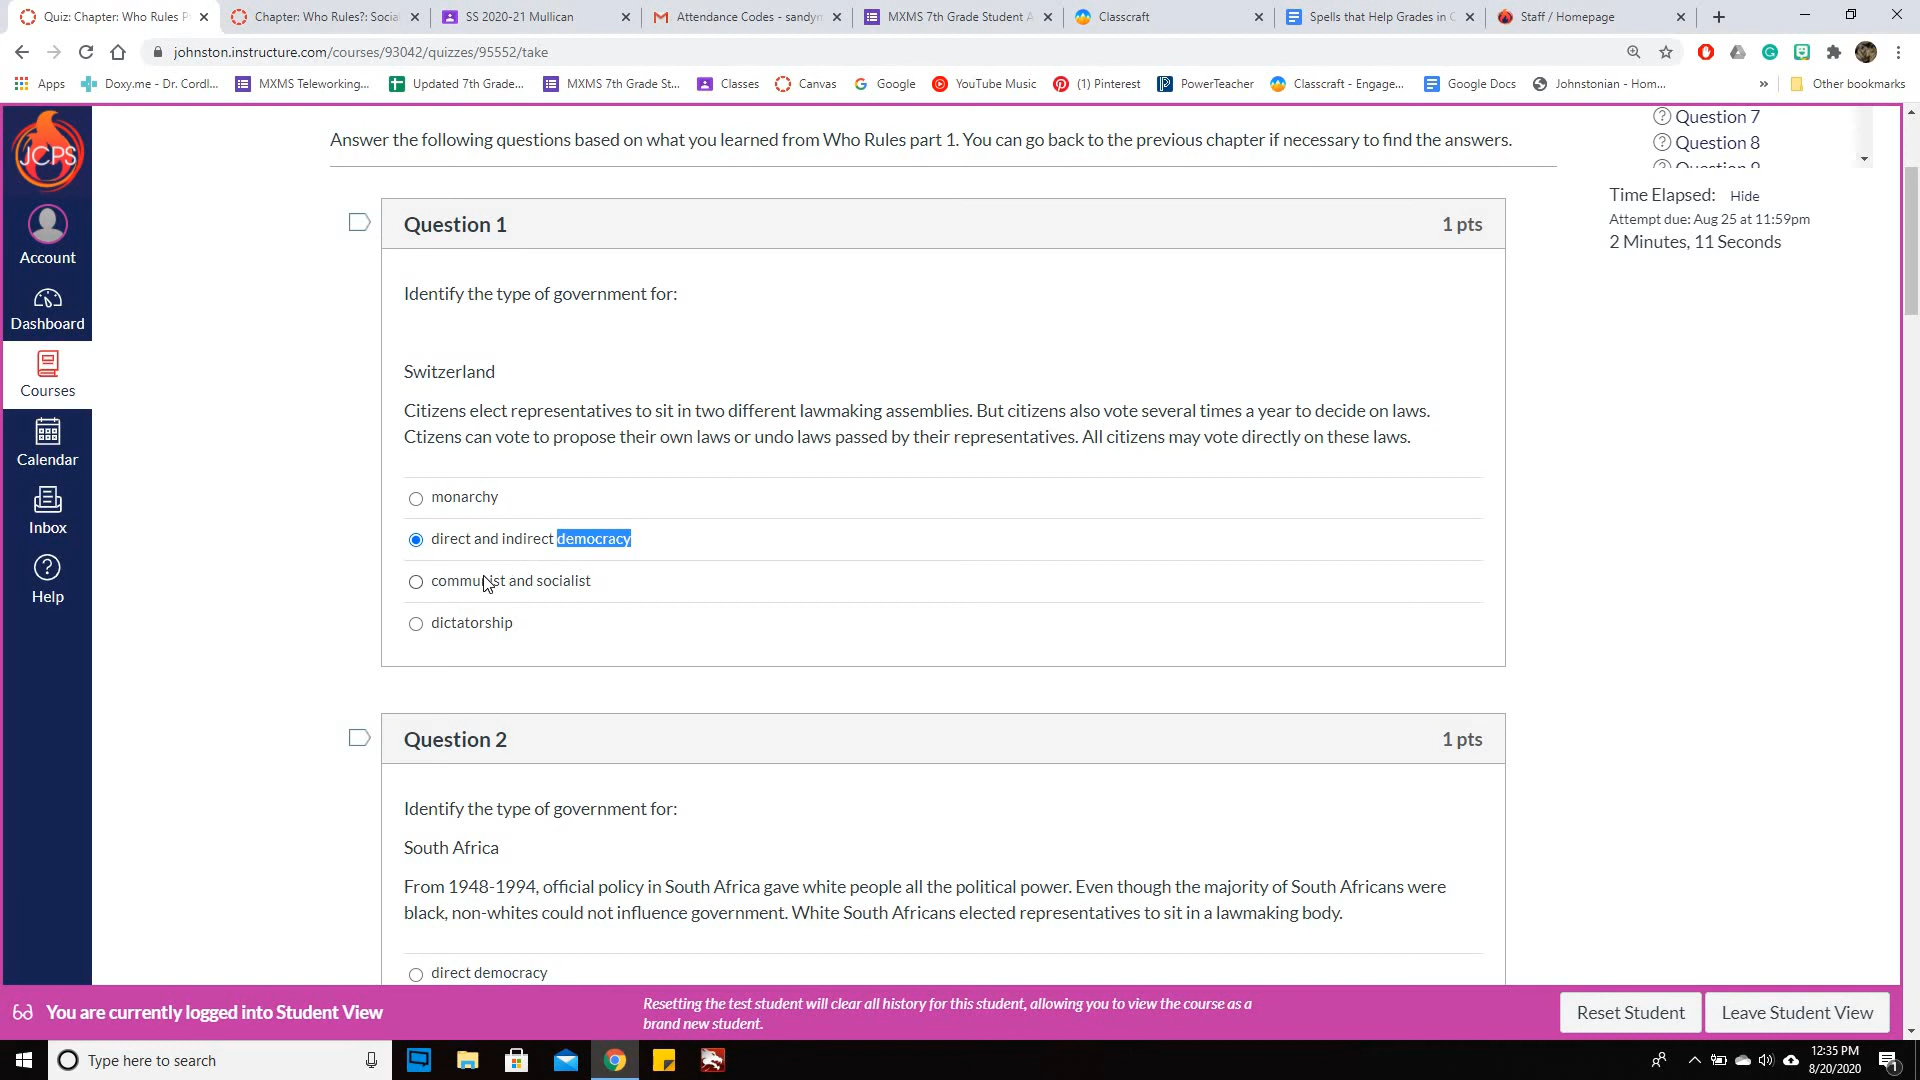 Quiz: Chapter: Who Rules P
Chapter: Who Rules?: Socia
SS 2020-21 Mullican
Attendance Codes - sandym
MXMS 7th Grade Student A
Classcraft
Spells that Help Grades in C
Staff / Homepage
johnston.instructure.com/courses/93042/quizzes/95552/take
Apps
Doxy.me - Dr. Cordl...
MXMS Teleworking...
Updated 7th Grade...
MXMS 7th Grade St...
Classes
Canvas
Google
YouTube Music
(1) Pinterest
PowerTeacher
Classcraft - Engage...
Google Docs
Johnstonian - Hom...
»
Other bookmarks
JCPS
Account
Dashboard
Courses
Calendar
Inbox
Help
Answer the following questions based on what you learned from Who Rules part 1. You can go back to the previous chapter if necessary to find the answers.
Question 7
Question 8
Question 9
Time Elapsed: Hide
Attempt due: Aug 25 at 11:59pm
2 Minutes, 11 Seconds
Question 1
1 pts
Identify the type of government for:
Switzerland
Citizens elect representatives to sit in two different lawmaking assemblies. But citizens also vote several times a year to decide on laws.
Ctizens can vote to propose their own laws or undo laws passed by their representatives. All citizens may vote directly on these laws.
monarchy
direct and indirect democracy
communist and socialist
dictatorship
Question 2
1 pts
Identify the type of government for:
South Africa
From 1948-1994, official policy in South Africa gave white people all the political power. Even though the majority of South Africans were
black, non-whites could not influence government. White South Africans elected representatives to sit in a lawmaking body.
direct democracy
You are currently logged into Student View
Resetting the test student will clear all history for this student, allowing you to view the course as a
brand new student.
Reset Student
Leave Student View
Type here to search
12:35 PM
8/20/2020
1